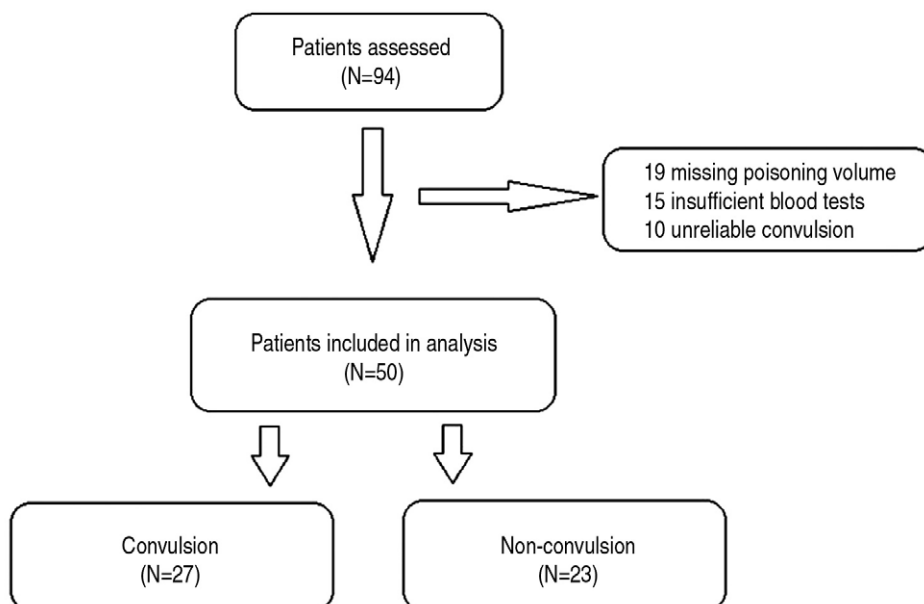 Patients assessed
(N=94)
19 missing poisoning volume
15 insufficient blood tests
10 unreliable convulsion
Patients included in analysis
(N=50)
Convulsion
(N=27)
Non-convulsion
(N=23)